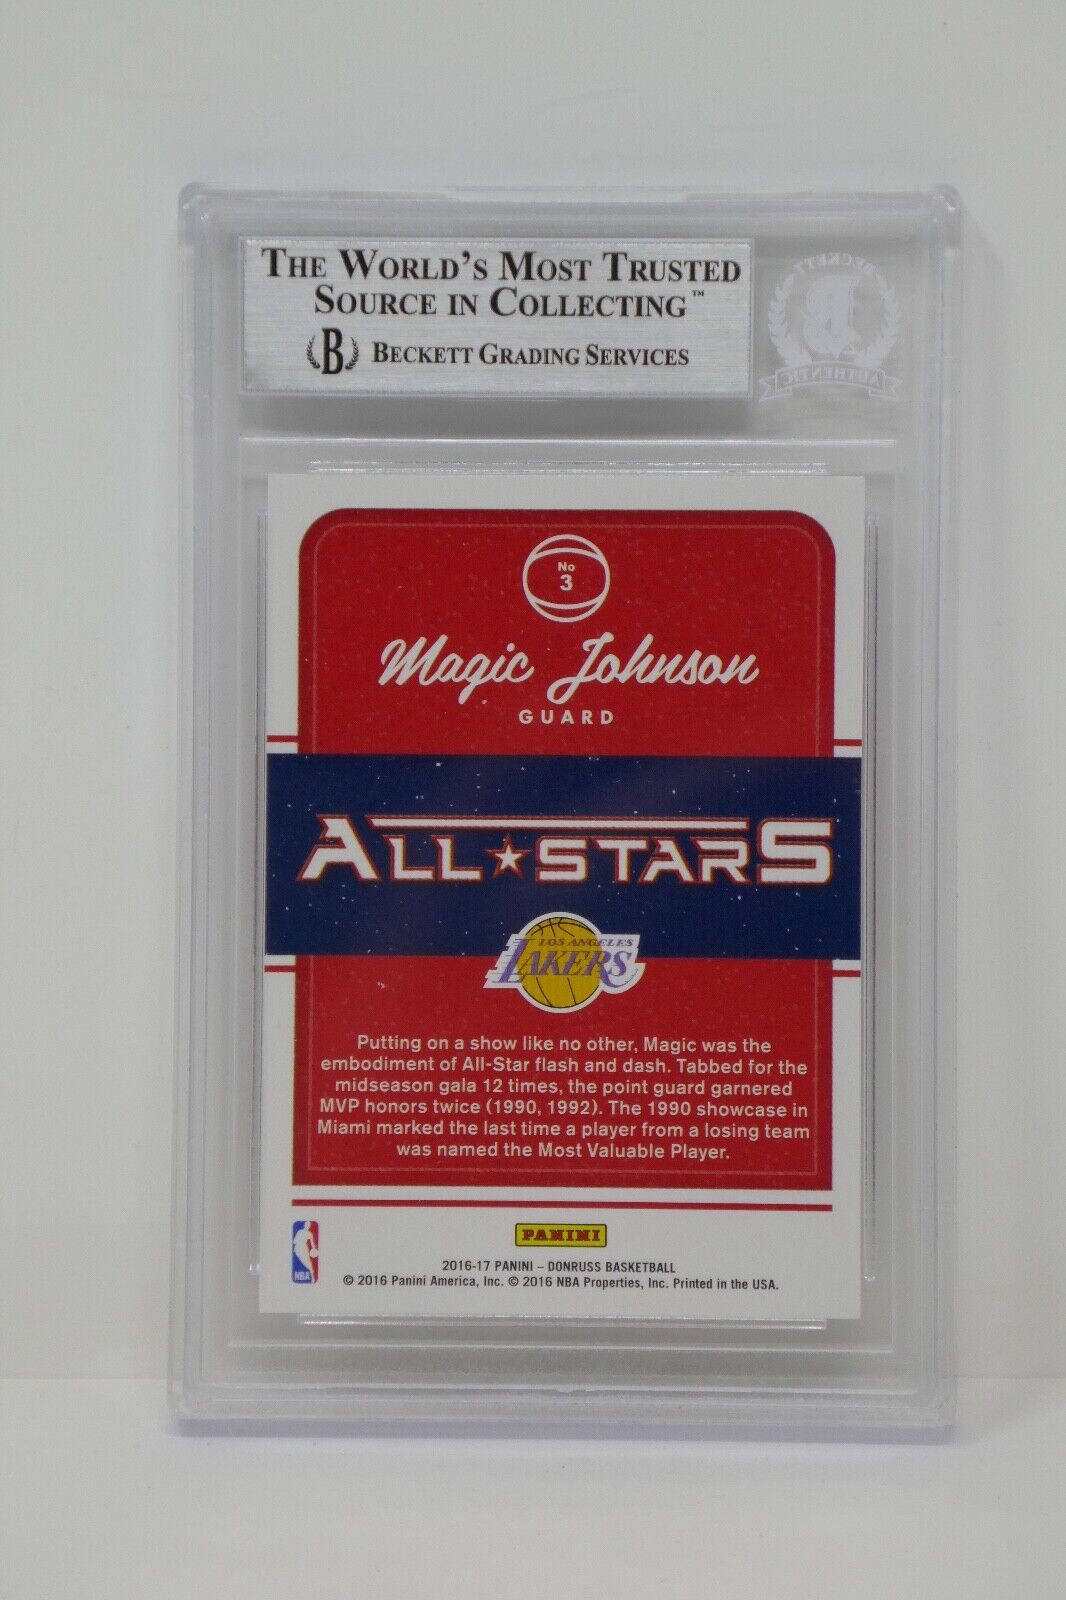 THE WORLD'S MOST TRUSTED
SOURCE IN COLLECTING™
B BECKETT GRADING SERVICES
BECKETT
B
AUTHENTIC
No
3
Magic Johnson
GUARD
ALL★STARS
LOS ANGELES
LAKERS
Putting on a show like no other, Magic was the
embodiment of All-Star flash and dash. Tabbed for the
midseason gala 12 times, the point guard garnered
MVP honors twice (1990, 1992). The 1990 showcase in
Miami marked the last time a player from a losing team
was named the Most Valuable Player.
NBA
PANINI
2016-17 PANINI – DONRUSS BASKETBALL
© 2016 Panini America, Inc. © 2016 NBA Properties, Inc. Printed in the USA.